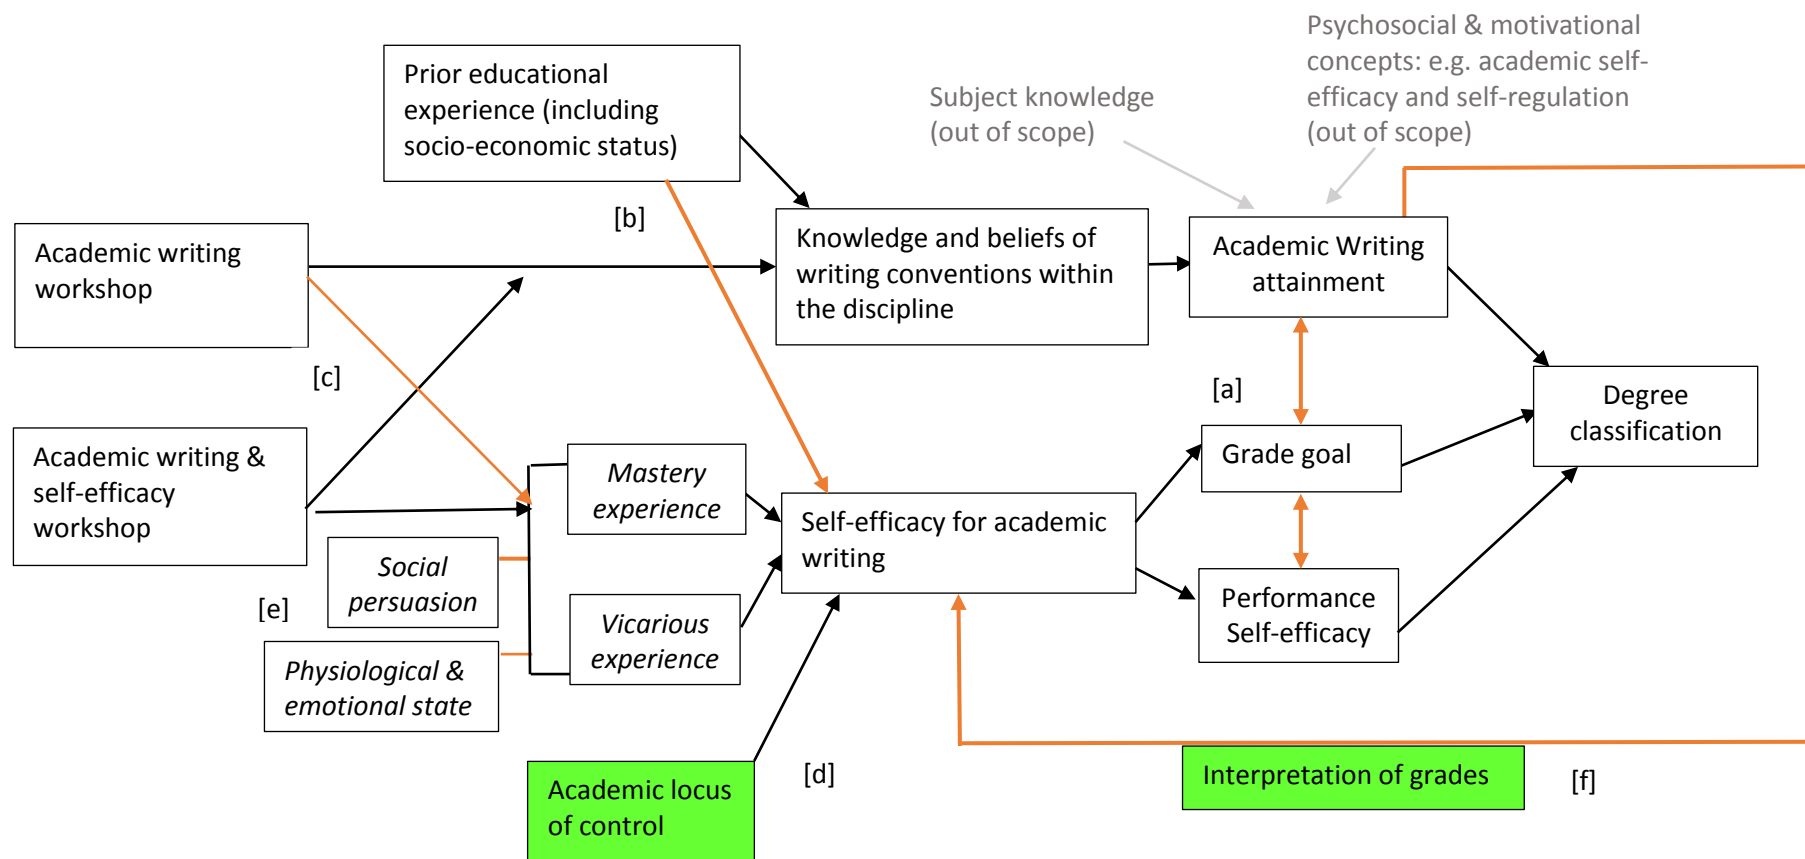 Psychosocial & motivational
concepts: e.g. academic self-
efficacy and self-regulation
(out of scope)
Subject knowledge
(out of scope)
Prior educational
experience (including
socio-economic status)
[b]
Academic writing
workshop
Knowledge and beliefs of
writing conventions within
the discipline
Academic Writing
attainment
[c]
[a]
Degree
classification
Academic writing &
self-efficacy
workshop
Mastery
experience
Grade goal
Self-efficacy for academic
writing
Social
persuasion
[e]
Vicarious
experience
Performance
Self-efficacy
Physiological &
emotional state
[d]
Academic locus
of control
Interpretation of grades
[f]